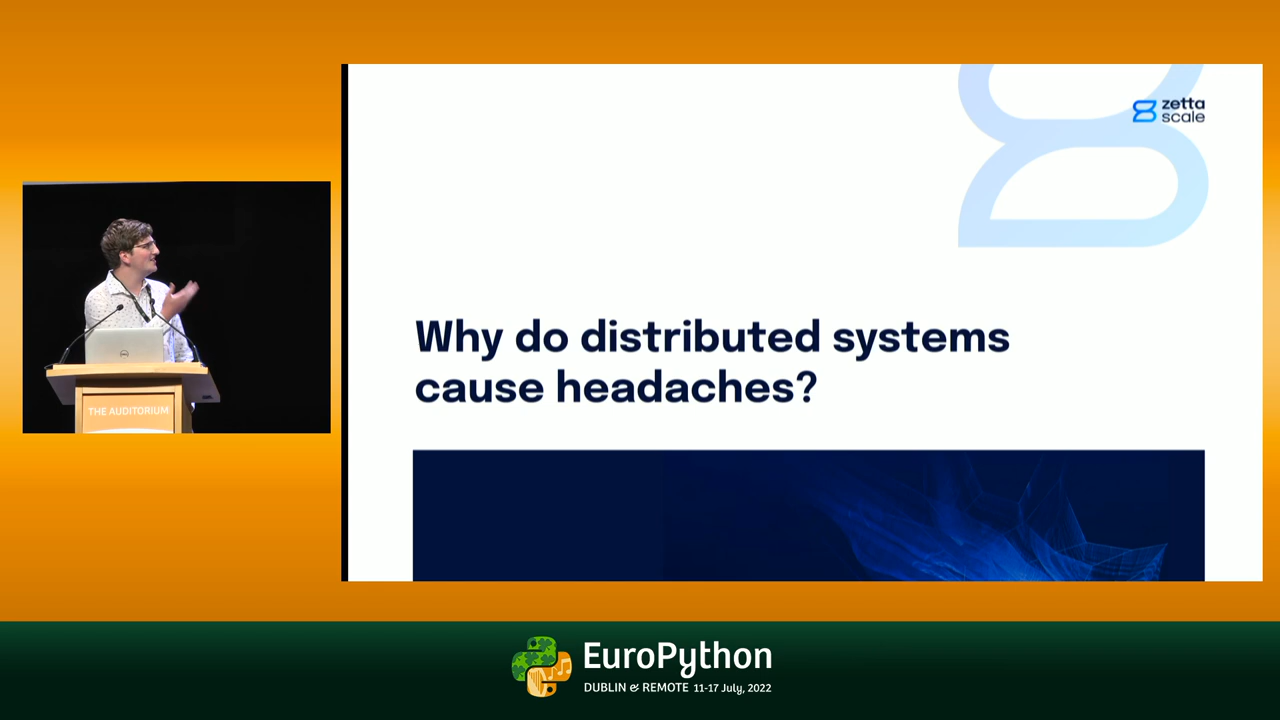 zetta
scale
Why do distributed systems
cause headaches?
THE AUDITORIUM
EuroPython
DUBLIN & REMOTE 11-17 July, 2022